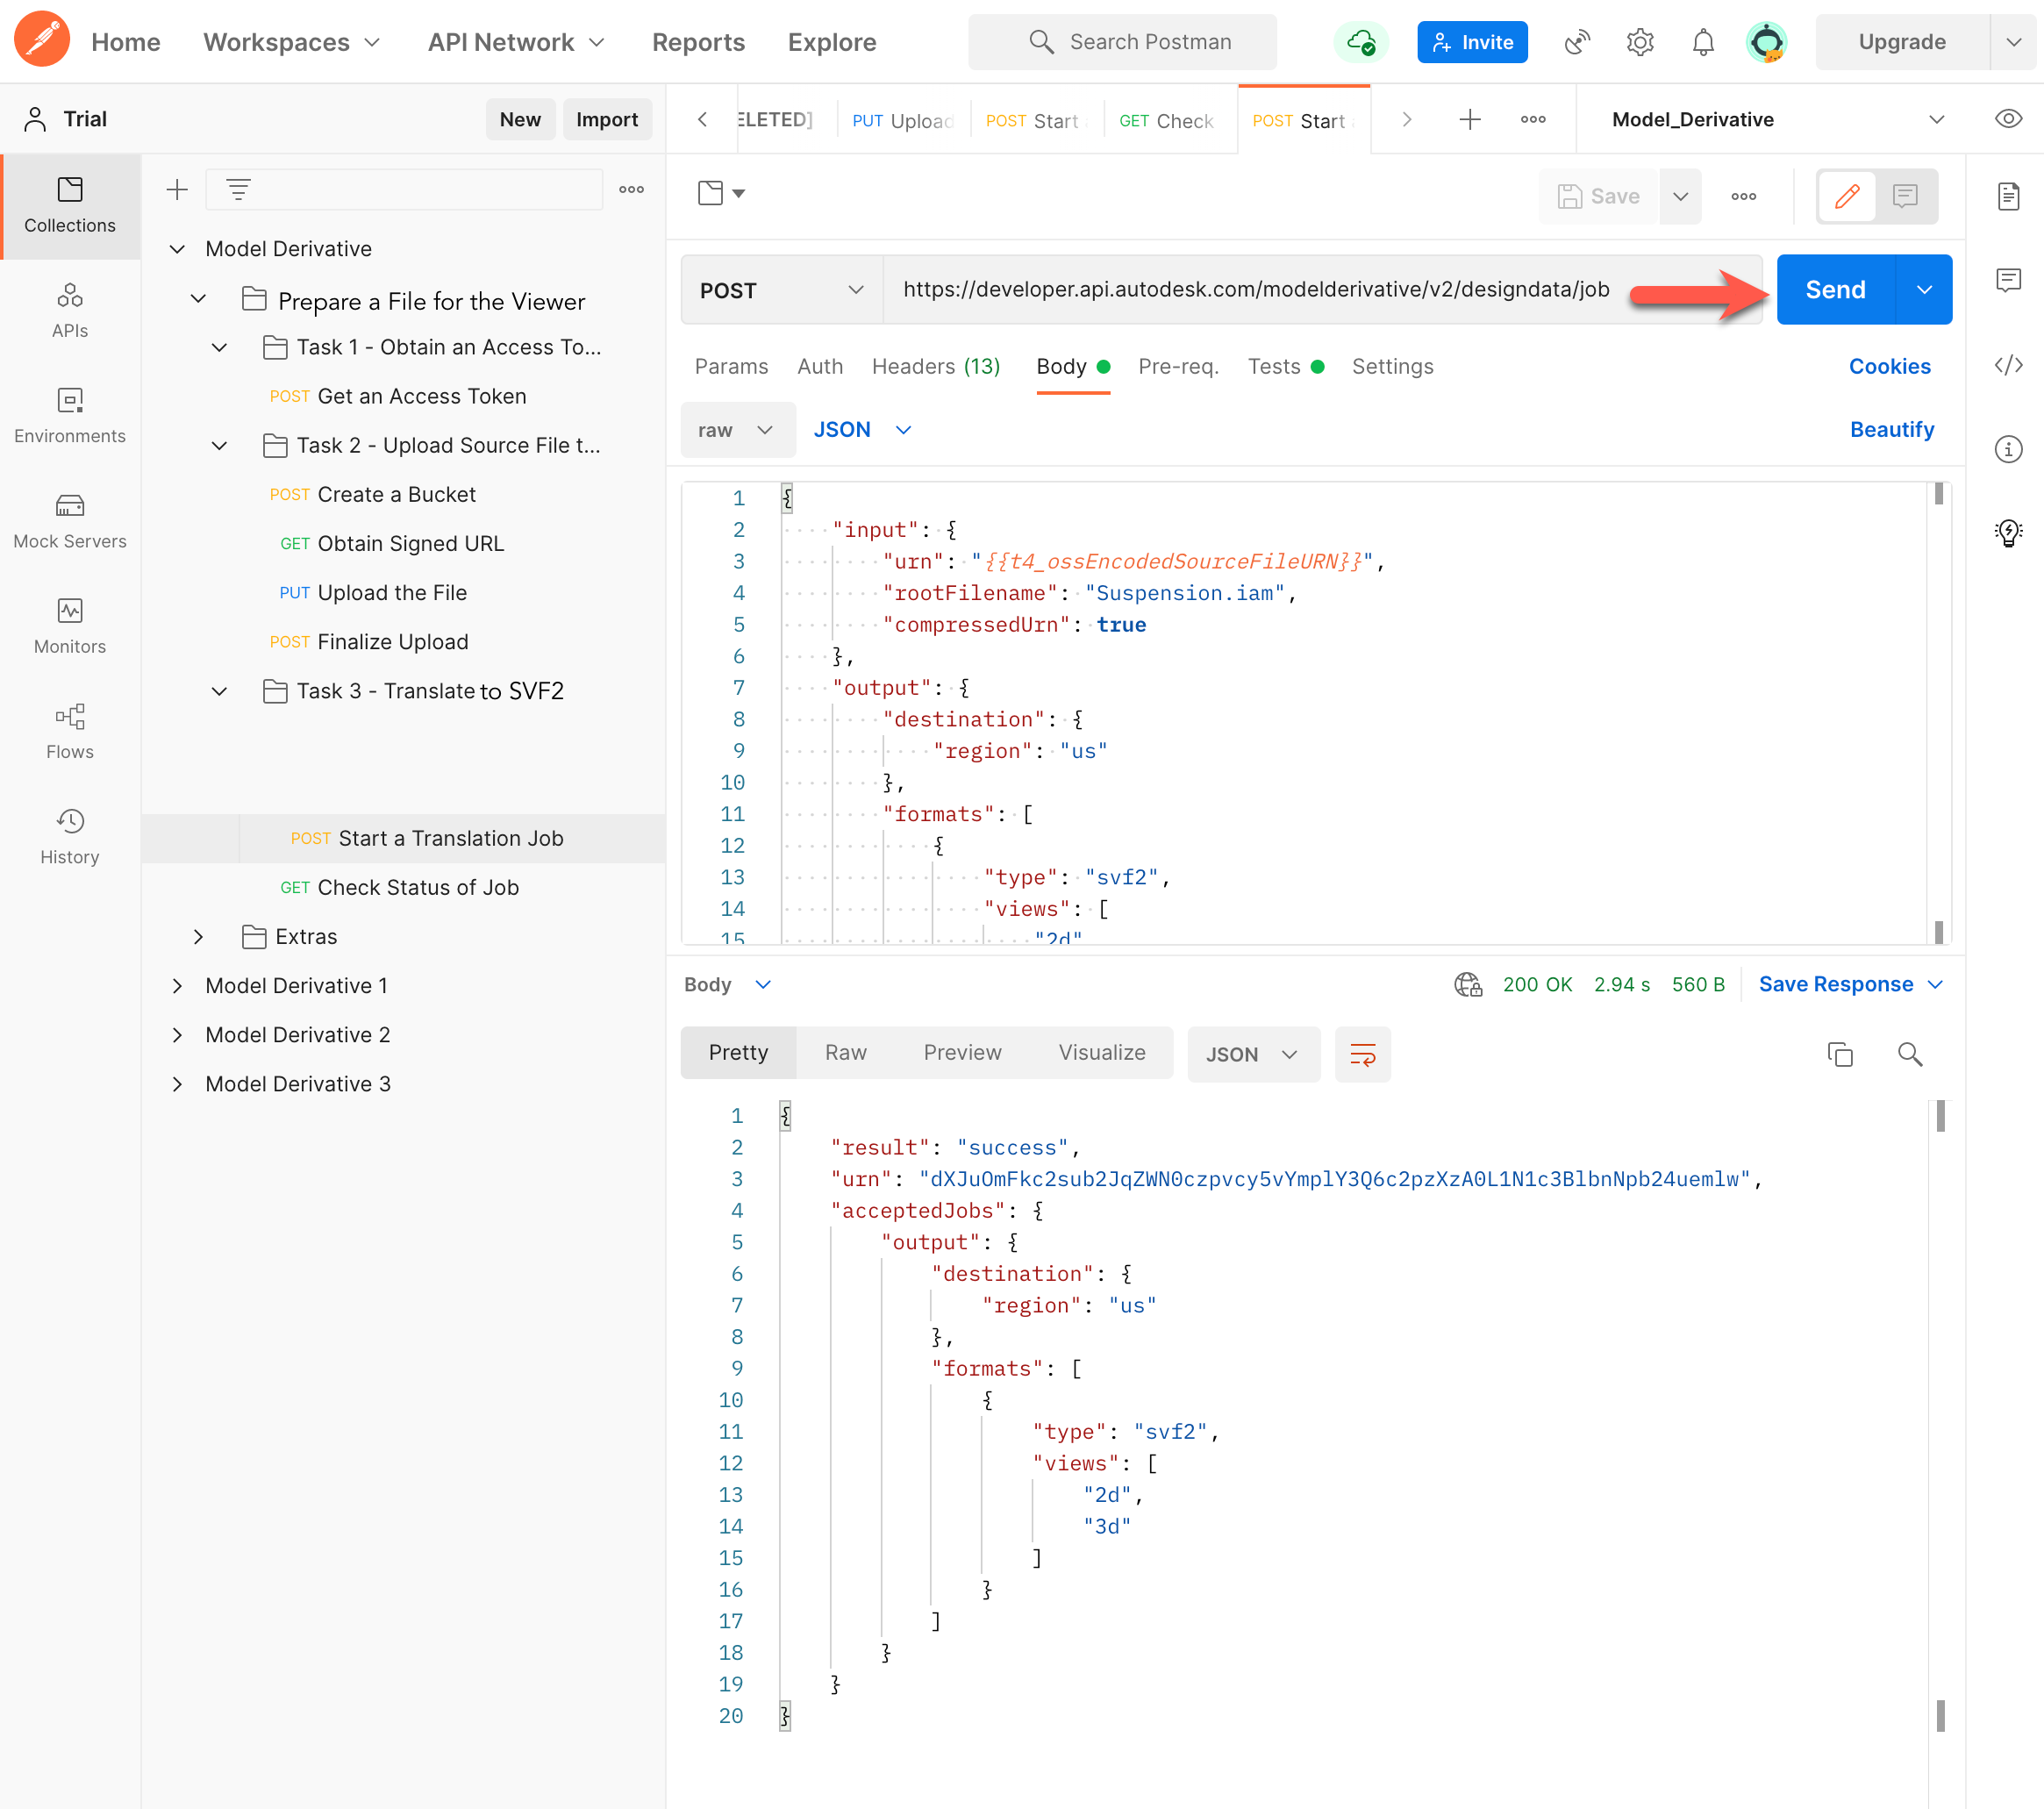 Home Workspaces API Network Reports Explore Search Postman Invite Upgrade
Trial New Import
ELETED] PUT Upload POST Start GET Check POST Start Model_Derivative
Collections
APIs
Environments
Mock Servers
Monitors
Flows
History
Model Derivative
Prepare a File for the Viewer
Task 1 - Obtain an Access To...
POST Get an Access Token
Task 2 - Upload Source File t...
POST Create a Bucket
GET Obtain Signed URL
PUT Upload the File
POST Finalize Upload
Task 3 - Translate to SVF2
POST Start a Translation Job
GET Check Status of Job
Extras
Model Derivative 1
Model Derivative 2
Model Derivative 3
Save
POST https://developer.api.autodesk.com/modelderivative/v2/designdata/job Send
Params Auth Headers (13) Body Pre-req. Tests Settings Cookies
raw JSON Beautify
1 {
2 "input": {
3 "urn": "{{t4_ossEncodedSourceFileURN}}",
4 "rootFilename": "Suspension.iam",
5 "compressedUrn": true
6 },
7 "output": {
8 "destination": {
9 "region": "us"
10 },
11 "formats": [
12 {
13 "type": "svf2",
14 "views": [
15 "2d"
Body 200 OK 2.94 s 560 B Save Response
Pretty Raw Preview Visualize JSON
1 {
2 "result": "success",
3 "urn": "dXJuOmFkc2sub2JqZWN0czpvcy5vYmplY3Q6c2pzXzA0L1N1c3BlbnNpb24uemlw",
4 "acceptedJobs": {
5 "output": {
6 "destination": {
7 "region": "us"
8 },
9 "formats": [
10 {
11 "type": "svf2",
12 "views": [
13 "2d",
14 "3d"
15 ]
16 }
17 ]
18 }
19 }
20 }